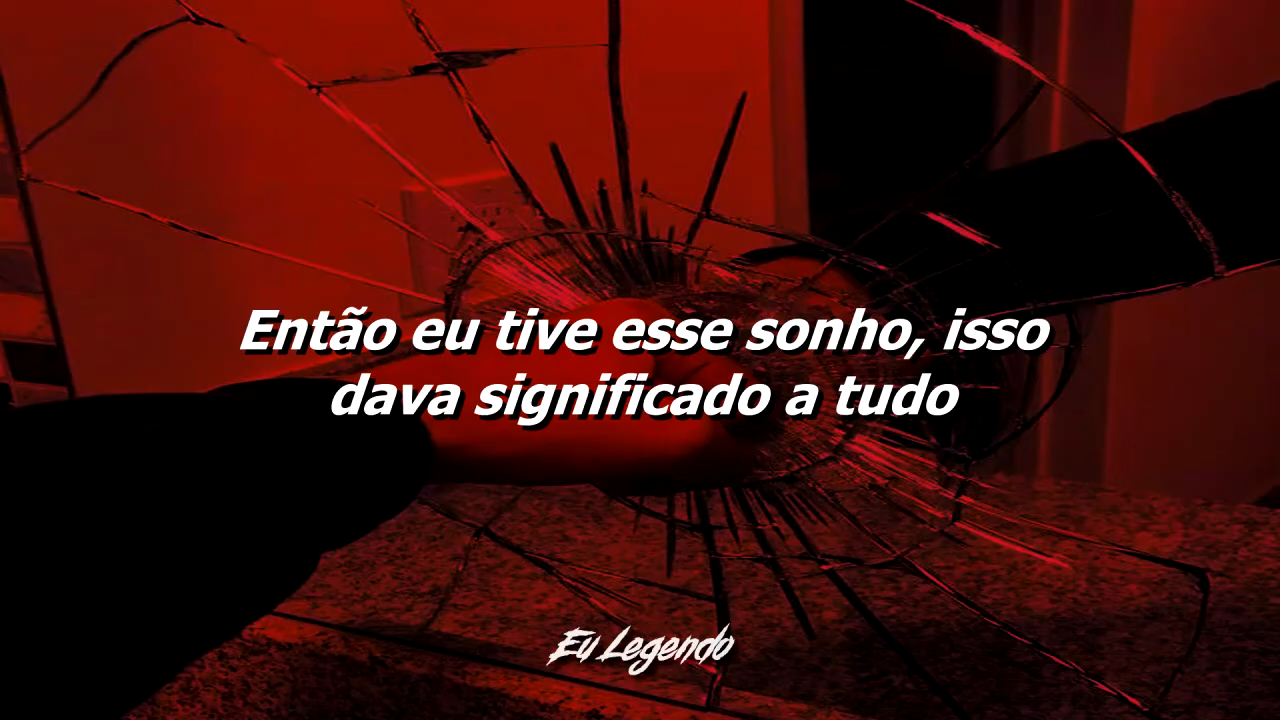 Então eu tive esse sonho, isso
dava significado a tudo
Eu Legendo